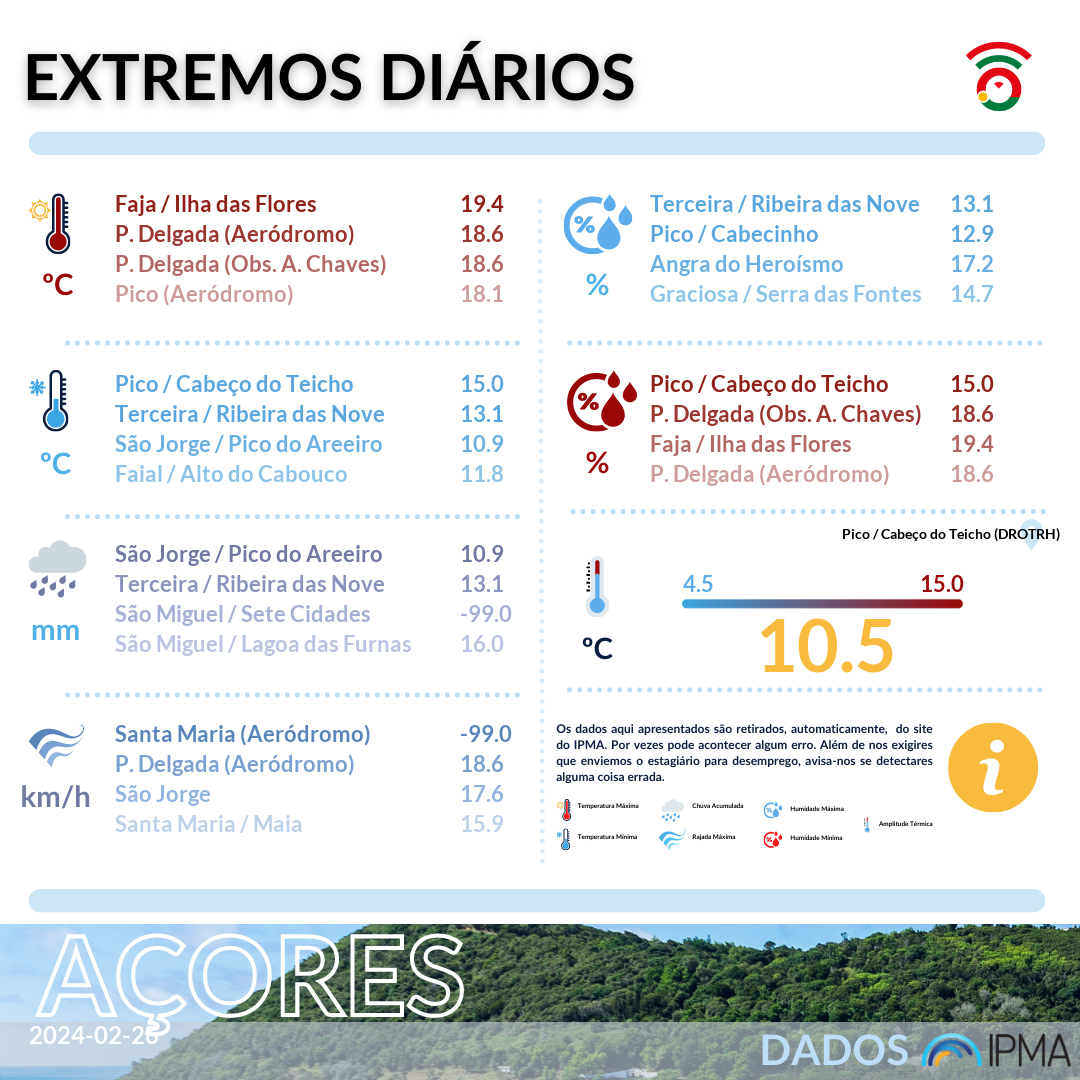 EXTREMOS DIÁRIOS
Faja / Ilha das Flores 19.4
P. Delgada (Aeródromo) 18.6
P. Delgada (Obs. A. Chaves) 18.6
Pico (Aeródromo) 18.1
ºC
Pico / Cabeço do Teicho 15.0
Terceira / Ribeira das Nove 13.1
São Jorge / Pico do Areeiro 10.9
Faial / Alto do Cabouco 11.8
ºC
São Jorge / Pico do Areeiro 10.9
Terceira / Ribeira das Nove 13.1
São Miguel / Sete Cidades -99.0
São Miguel / Lagoa das Furnas 16.0
mm
Santa Maria (Aeródromo) -99.0
P. Delgada (Aeródromo) 18.6
São Jorge 17.6
Santa Maria / Maia 15.9
km/h
%
Terceira / Ribeira das Nove 13.1
Pico / Cabecinho 12.9
Angra do Heroísmo 17.2
Graciosa / Serra das Fontes 14.7
%
%
Pico / Cabeço do Teicho 15.0
P. Delgada (Obs. A. Chaves) 18.6
Faja / Ilha das Flores 19.4
P. Delgada (Aeródromo) 18.6
%
Pico / Cabeço do Teicho (DROTRH)
4.5 15.0
10.5
ºC
Os dados aqui apresentados são retirados, automaticamente, do site
do IPMA. Por vezes pode acontecer algum erro. Além de nos exigires
que enviemos o estagiário para desemprego, avisa-nos se detectares
alguma coisa errada.
i
Temperatura Máxima Chuva Acumulada Humidade Máxima
Amplitude Térmica
Temperatura Mínima Rajada Máxima Humidade Mínima
AÇORES
2024-02-26
DADOS IPMA